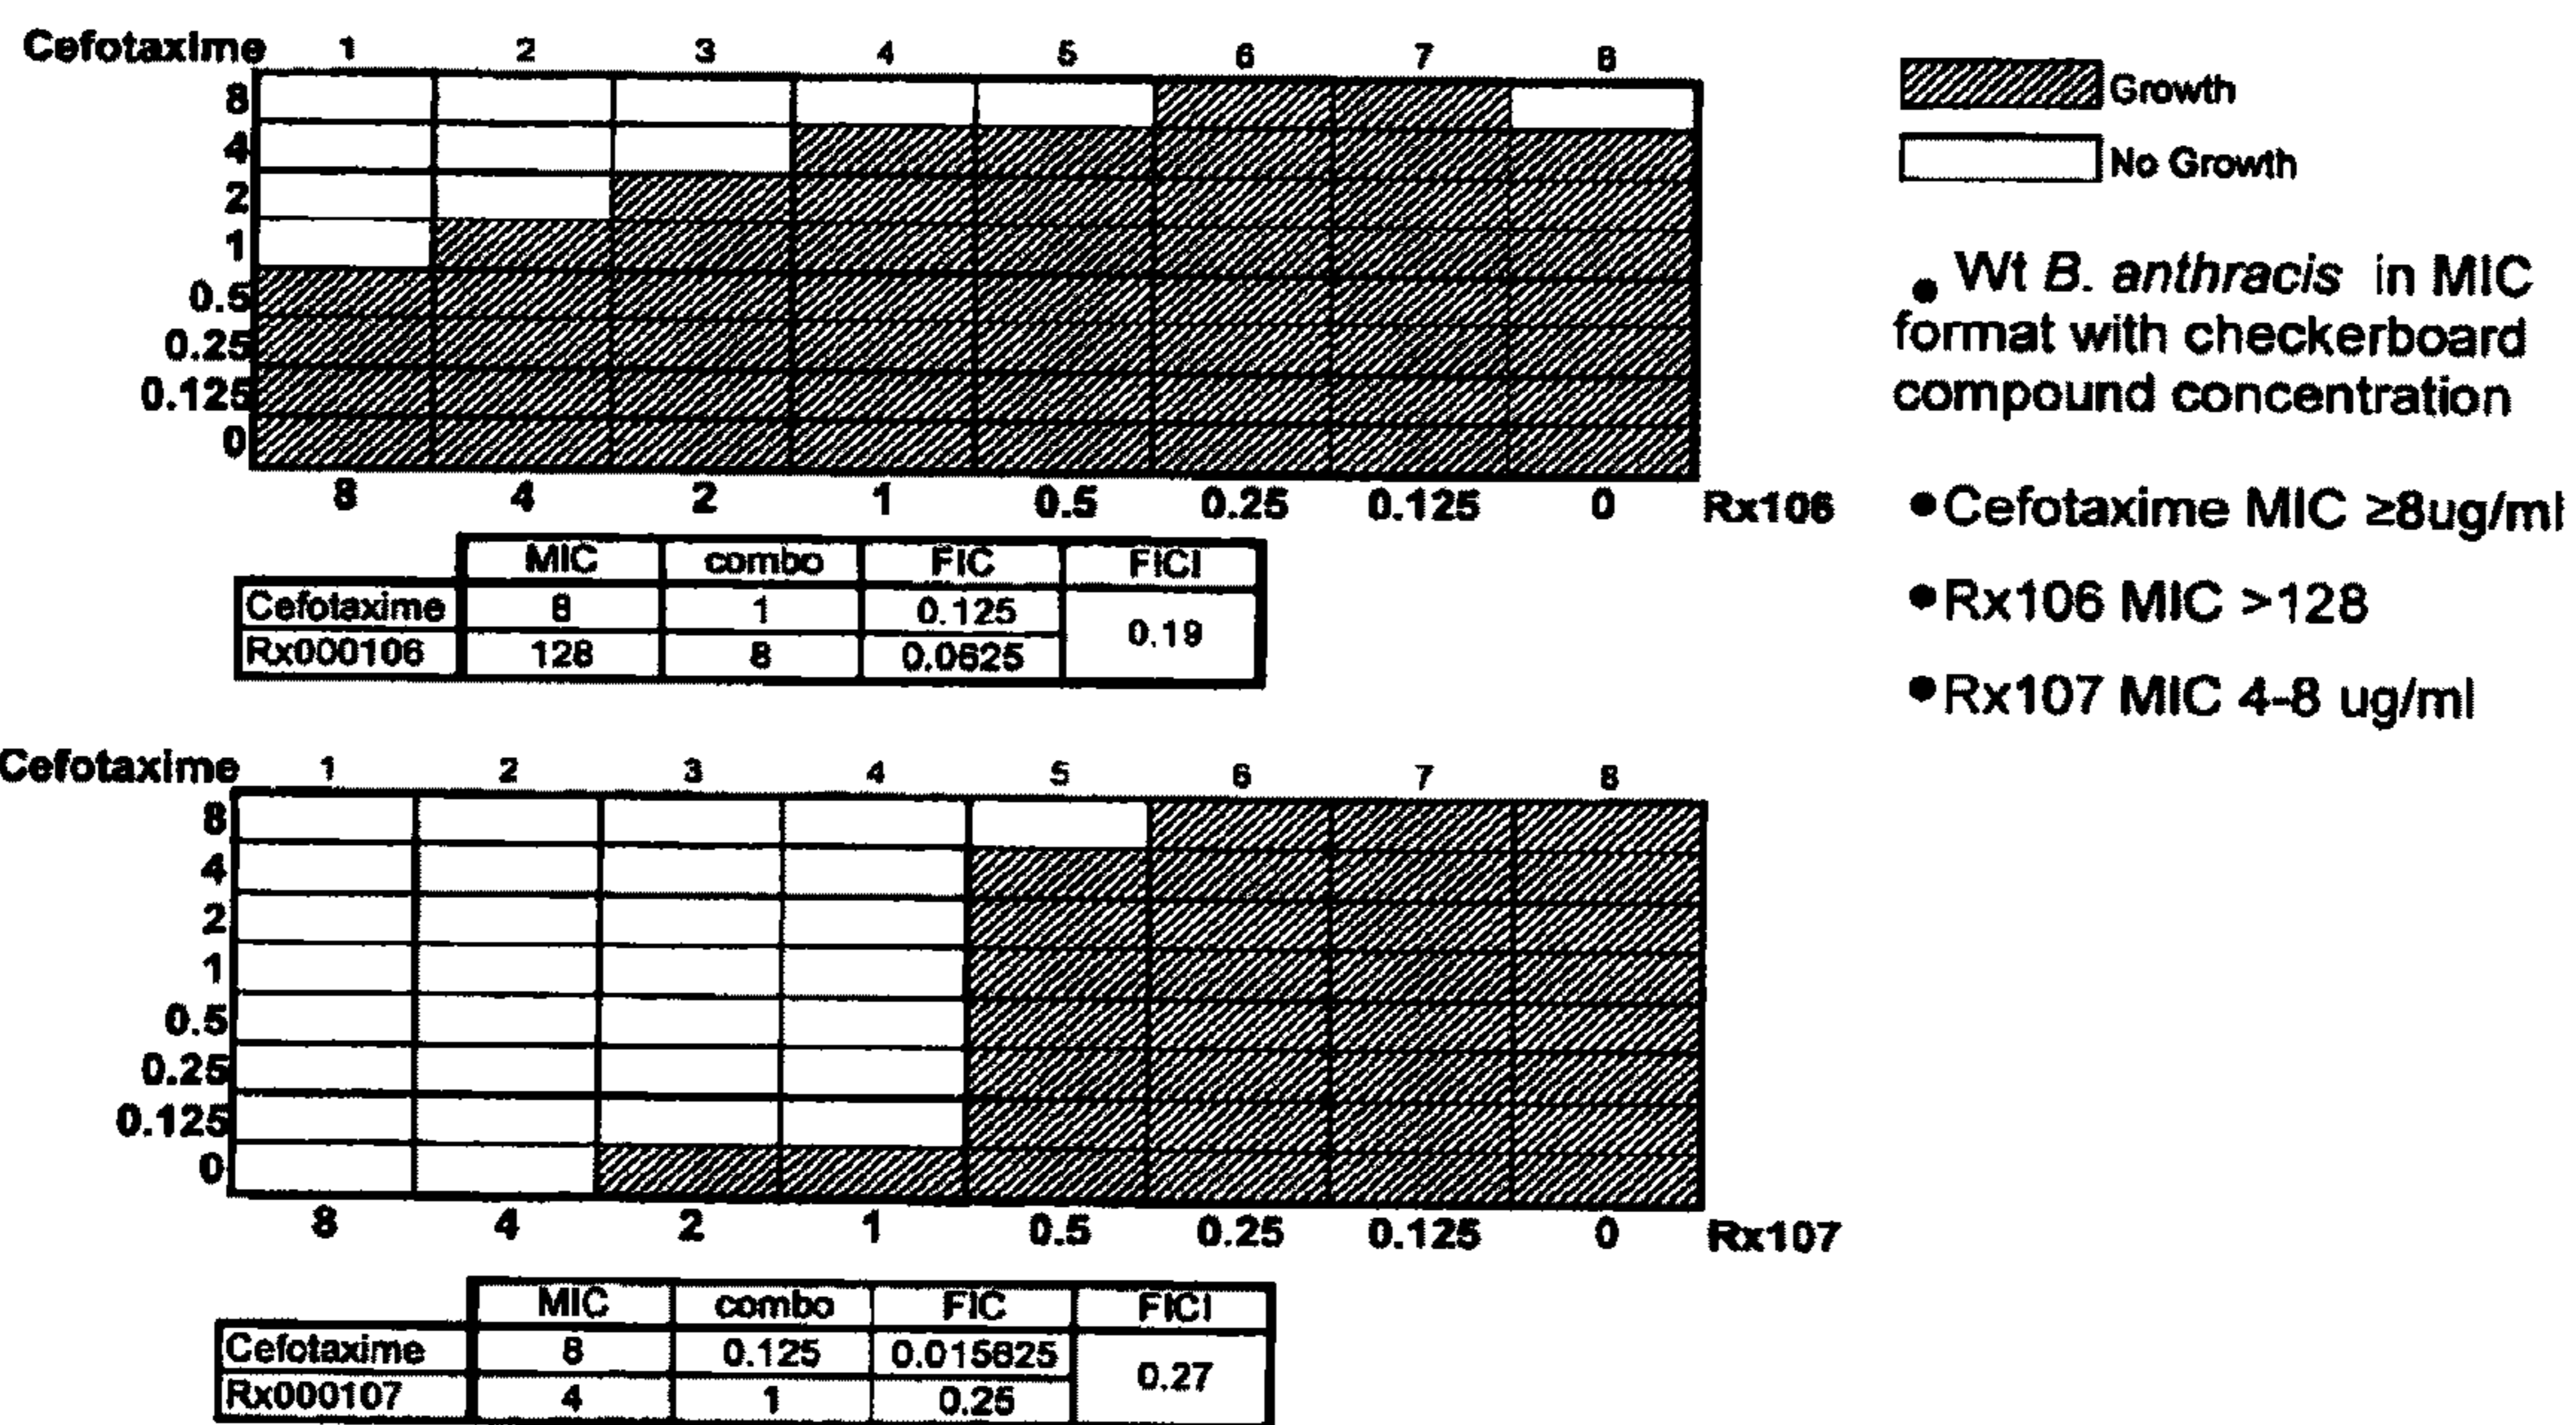 Cefotaxime 1 2 3 4 5 6 7 8
8
4
2
1
0.5
0.25
0.125
0
8 4 2 1 0.5 0.25 0.125 0 Rx106
MIC combo FIC FICI
Cefotaxime 8 1 0.125 0.19
Rx000106 128 8 0.0625
Growth
No Growth
• Wt B. anthracis in MIC
format with checkerboard
compound concentration
•Cefotaxime MIC ≥8ug/ml
•Rx106 MIC >128
•Rx107 MIC 4-8 ug/ml
Cefotaxime 1 2 3 4 5 6 7 8
8
4
2
1
0.5
0.25
0.125
0
8 4 2 1 0.5 0.25 0.125 0 Rx107
MIC combo FIC FICI
Cefotaxime 8 0.125 0.015625 0.27
Rx000107 4 1 0.25